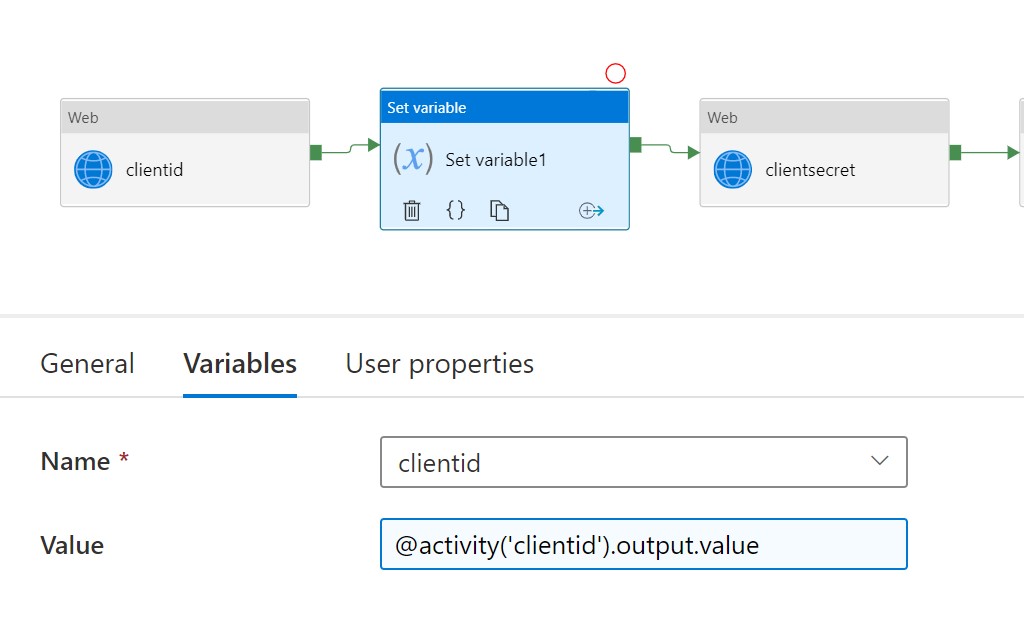 Web
clientid
Set variable
(x) Set variable1
{}
Web
clientsecret
General Variables User properties
Name * clientid
Value @activity('clientid').output.value